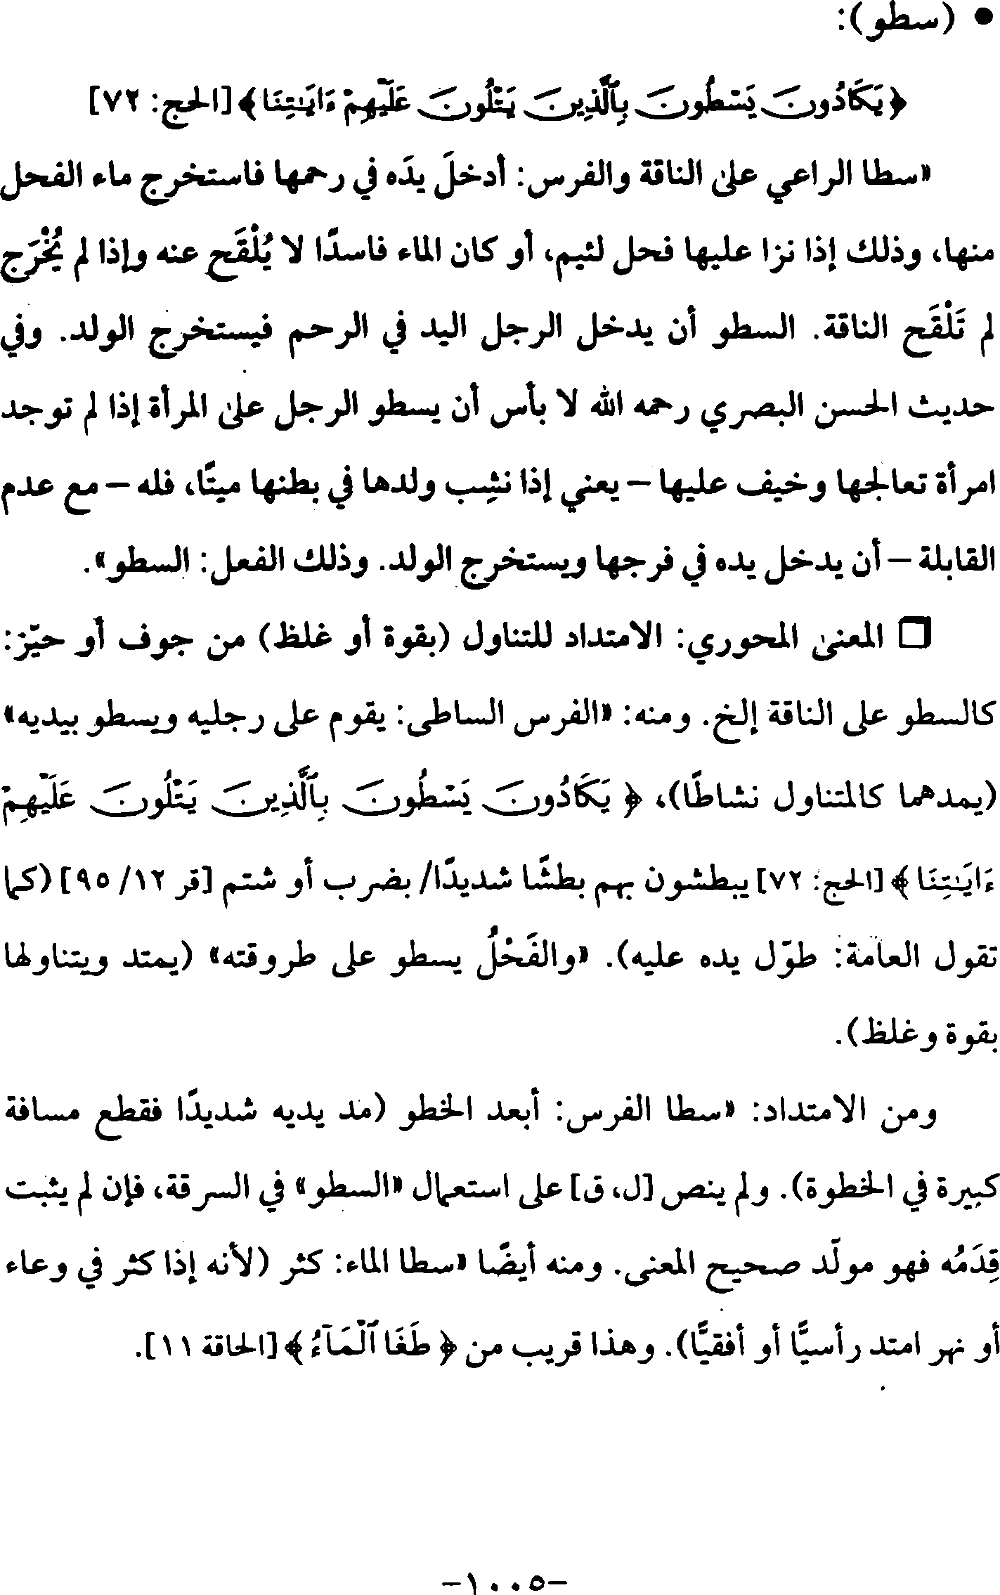 • (سطو):
﴿يَكَادُونَ يَسْطُونَ بِٱلَّذِينَ يَتْلُونَ عَلَيْهِمْ ءَايَٰتِنَا﴾ [الحج: ٧٢]
«سطا الراعي على الناقة والفرس: أدخلَ يدَه في رحمها فاستخرج ماء الفحل
منها، وذلك إذا نزا عليها فحل لئيم، أو كان الماء فاسدًا لا يُلْقَح عنه وإذا لم يُخْرَج
لم تَلْقَح الناقة. السطو أن يدخل الرجل اليد في الرحم فيستخرج الولد. وفي
حديث الحسن البصري رحمه الله لا بأس أن يسطو الرجل على المرأة إذا لم توجد
امرأة تعالجها وخيف عليها – يعني إذا نشِب ولدها في بطنها ميتًا، فله – مع عدم
القابلة – أن يدخل يده في فرجها ويستخرج الولد. وذلك الفعل: السطو».
❒ المعنى المحوري: الامتداد للتناول (بقوة أو غلظ) من جوف أو حيّز:
كالسطو على الناقة إلخ. ومنه: «الفرس الساطى: يقوم على رجليه ويسطو بيديه»
(يمدهما كالمتناول نشاطًا)، ﴿يَكَادُونَ يَسْطُونَ بِٱلَّذِينَ يَتْلُونَ عَلَيْهِمْ
ءَايَٰتِنَا﴾ [الحج: ٧٢] يبطشون بهم بطشًا شديدًا/ بضرب أو شتم [قر ١٢/ ٩٥] (كما
تقول العامة: طوّل يده عليه). «والفَحْلُ يسطو على طروقته» (يمتد ويتناولها
بقوة وغلظ).
ومن الامتداد: «سطا الفرس: أبعد الخطو (مد يديه شديدًا فقطع مسافة
كبيرة في الخطوة). ولم ينص [ل، ق] على استعمال «السطو» في السرقة، فإن لم يثبت
قِدَمُه فهو مولّد صحيح المعنى. ومنه أيضًا «سطا الماء: كثر (لأنه إذا كثر في وعاء
أو نهر امتد رأسيًّا أو أفقيًّا). وهذا قريب من ﴿طَغَا ٱلْمَآءُ﴾ [الحاقة ١١].
-١٠٠٥-